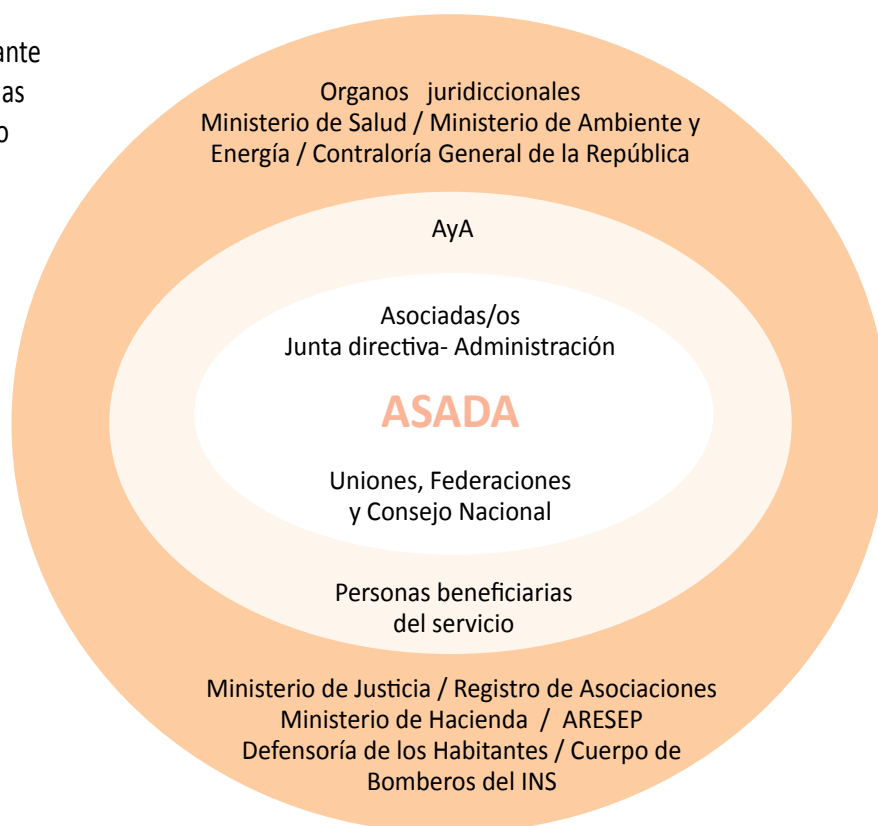 Organos juridiccionales
Ministerio de Salud / Ministerio de Ambiente y
Energía / Contraloría General de la República
AyA
Asociadas/os
Junta directiva- Administración
ASADA
Uniones, Federaciones
y Consejo Nacional
Personas beneficiarias
del servicio
Ministerio de Justicia / Registro de Asociaciones
Ministerio de Hacienda / ARESEP
Defensoría de los Habitantes / Cuerpo de
Bomberos del INS